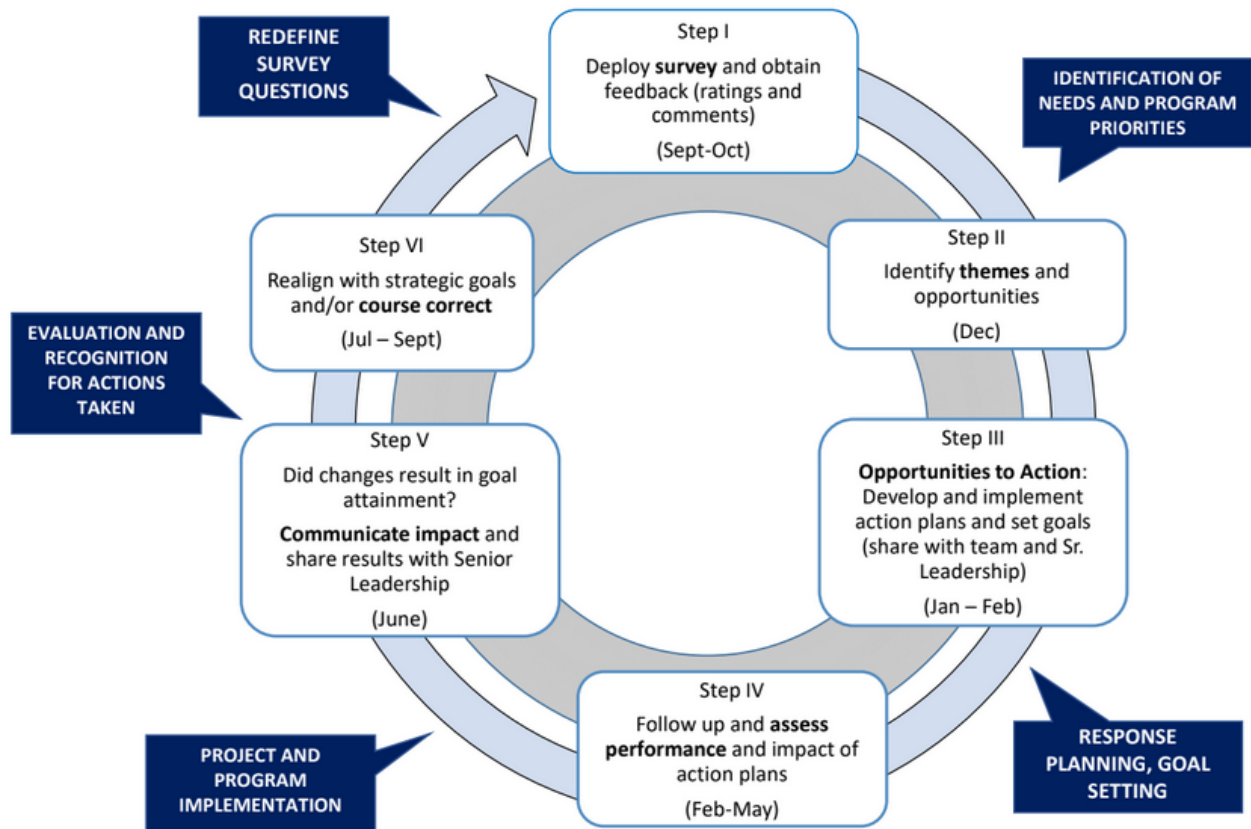 REDEFINE
SURVEY
QUESTIONS
Step I
Deploy survey and obtain
feedback (ratings and
comments)
(Sept-Oct)
IDENTIFICATION OF
NEEDS AND PROGRAM
PRIORITIES
Step II
Identify themes and
opportunities
(Dec)
Step III
Opportunities to Action:
Develop and implement
action plans and set goals
(share with team and Sr.
Leadership)
(Jan – Feb)
RESPONSE
PLANNING, GOAL
SETTING
Step IV
Follow up and assess
performance and impact of
action plans
(Feb-May)
PROJECT AND
PROGRAM
IMPLEMENTATION
Step V
Did changes result in goal
attainment?
Communicate impact and
share results with Senior
Leadership
(June)
EVALUATION AND
RECOGNITION
FOR ACTIONS
TAKEN
Step VI
Realign with strategic goals
and/or course correct
(Jul – Sept)